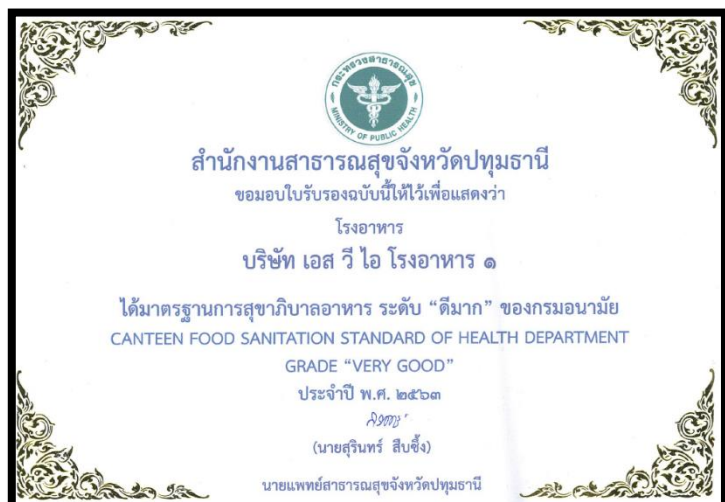 กระทรวงสาธารณสุข
MINISTRY OF PUBLIC HEALTH
สำนักงานสาธารณสุขจังหวัดปทุมธานี
ขอมอบใบรับรองฉบับนี้ให้ไว้เพื่อแสดงว่า
โรงอาหาร
บริษัท เอส วี ไอ โรงอาหาร ๑
ได้มาตรฐานการสุขาภิบาลอาหาร ระดับ “ดีมาก” ของกรมอนามัย
CANTEEN FOOD SANITATION STANDARD OF HEALTH DEPARTMENT
GRADE “VERY GOOD”
ประจำปี พ.ศ. ๒๕๖๓
(นายสุรินทร์ สืบซึ้ง)
นายแพทย์สาธารณสุขจังหวัดปทุมธานี